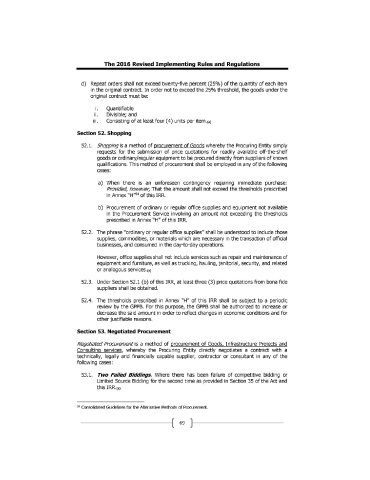 The 2016 Revised Implementing Rules and Regulations
d) Repeat orders shall not exceed twenty-five percent (25%) of the quantity of each item
in the original contract. In order to not exceed the 25% threshold, the goods under the
original contract must be:
i. Quantifiable
ii. Divisible; and
iii. Consisting of at least four (4) units per item.
Section 52. Shopping
52.1. Shopping is a method of procurement of Goods whereby the Procuring Entity simply
requests for the submission of price quotations for readily available off-the-shelf
goods or ordinary/regular equipment to be procured directly from suppliers of known
qualifications. This method of procurement shall be employed in any of the following
cases:
a) When there is an unforeseen contingency requiring immediate purchase:
Provided, however, That the amount shall not exceed the thresholds prescribed
in Annex "H" of this IRR.
b) Procurement of ordinary or regular office supplies and equipment not available
in the Procurement Service involving an amount not exceeding the thresholds
prescribed in Annex "H" of this IRR.
52.2. The phrase "ordinary or regular office supplies" shall be understood to include those
supplies, commodities, or materials which are necessary in the transaction of official
businesses, and consumed in the day-to-day operations.
However, office supplies shall not include services such as repair and maintenance of
equipment and furniture, as well as trucking, hauling, janitorial, security, and related
or analogous services.
52.3. Under Section 52.1 (b) of this IRR, at least three (3) price quotations from bona fide
suppliers shall be obtained.
52.4. The thresholds prescribed in Annex "H" of this IRR shall be subject to a periodic
review by the GPPB. For this purpose, the GPPB shall be authorized to increase or
decrease the said amount in order to reflect changes in economic conditions and for
other justifiable reasons.
Section 53. Negotiated Procurement
Negotiated Procurement is a method of procurement of Goods, Infrastructure Projects and
Consulting services, whereby the Procuring Entity directly negotiates a contract with a
technically, legally and financially capable supplier, contractor or consultant in any of the
following cases:
53.1. Two Failed Biddings. Where there has been failure of competitive bidding or
Limited Source Bidding for the second time as provided in Section 35 of the Act and
this IRR.
Consolidated Guidelines for the Alternative Methods of Procurement.